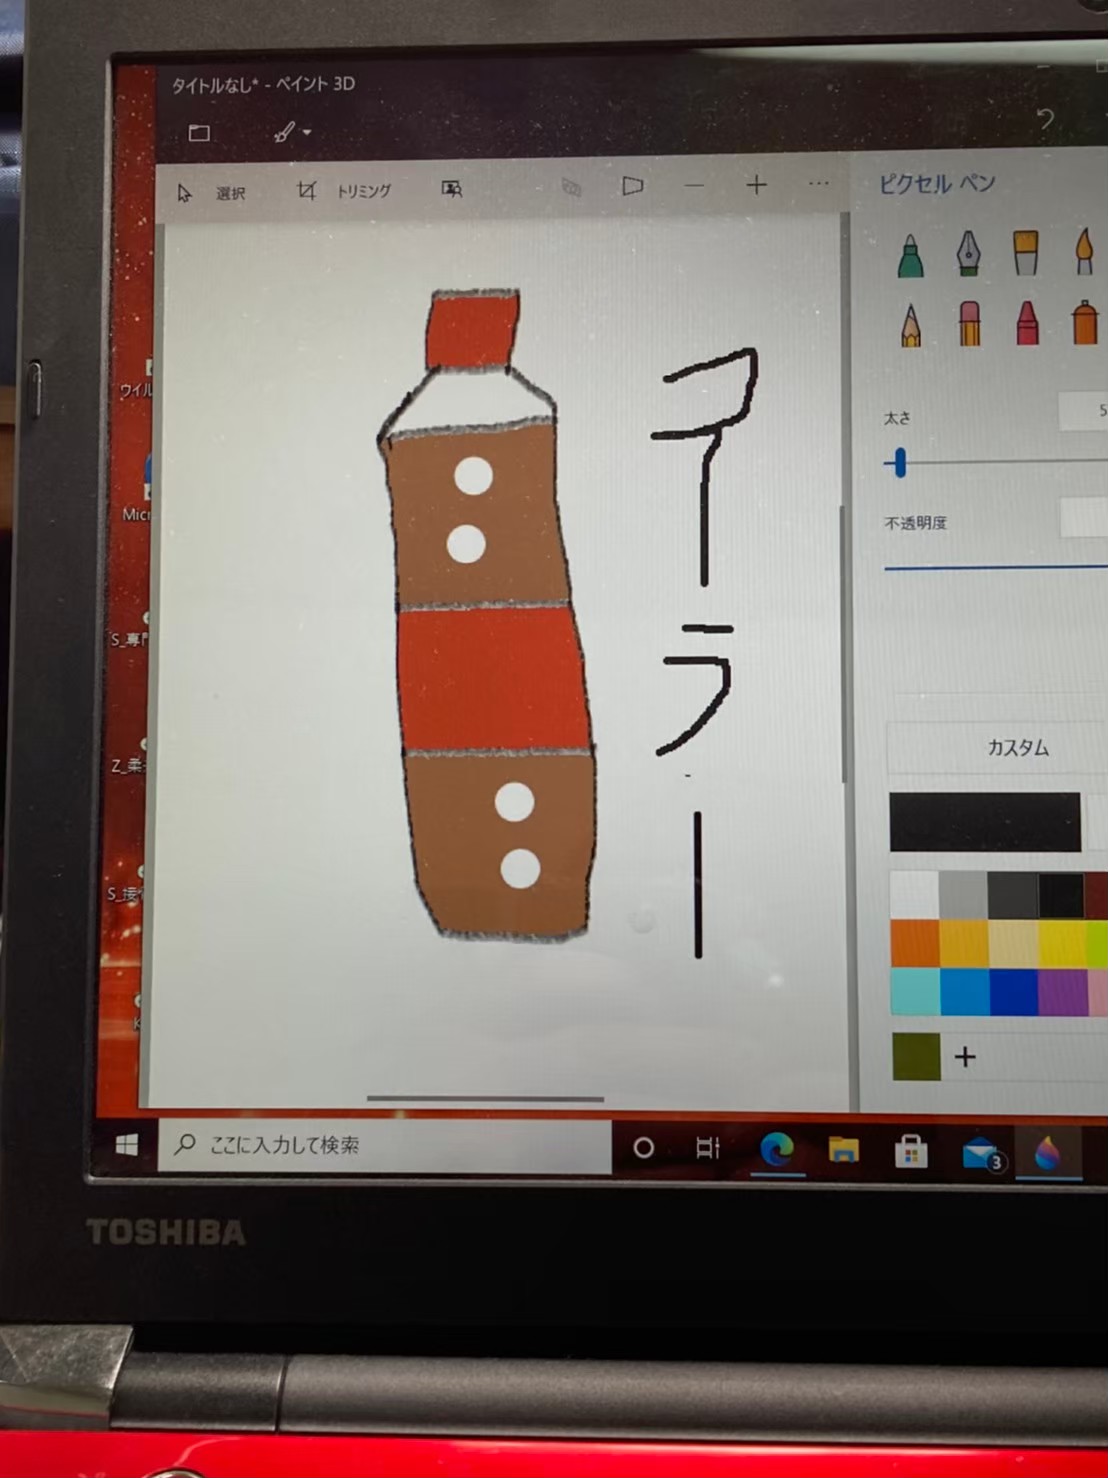 タイトルなし* - ペイント 3D
選択
トリミング
ピクセル ペン
コーラー
太さ
5
不透明度
カスタム
ウイル
Micr
S_専門
Z_柔
S_接
K
ここに入力して検索
3
TOSHIBA